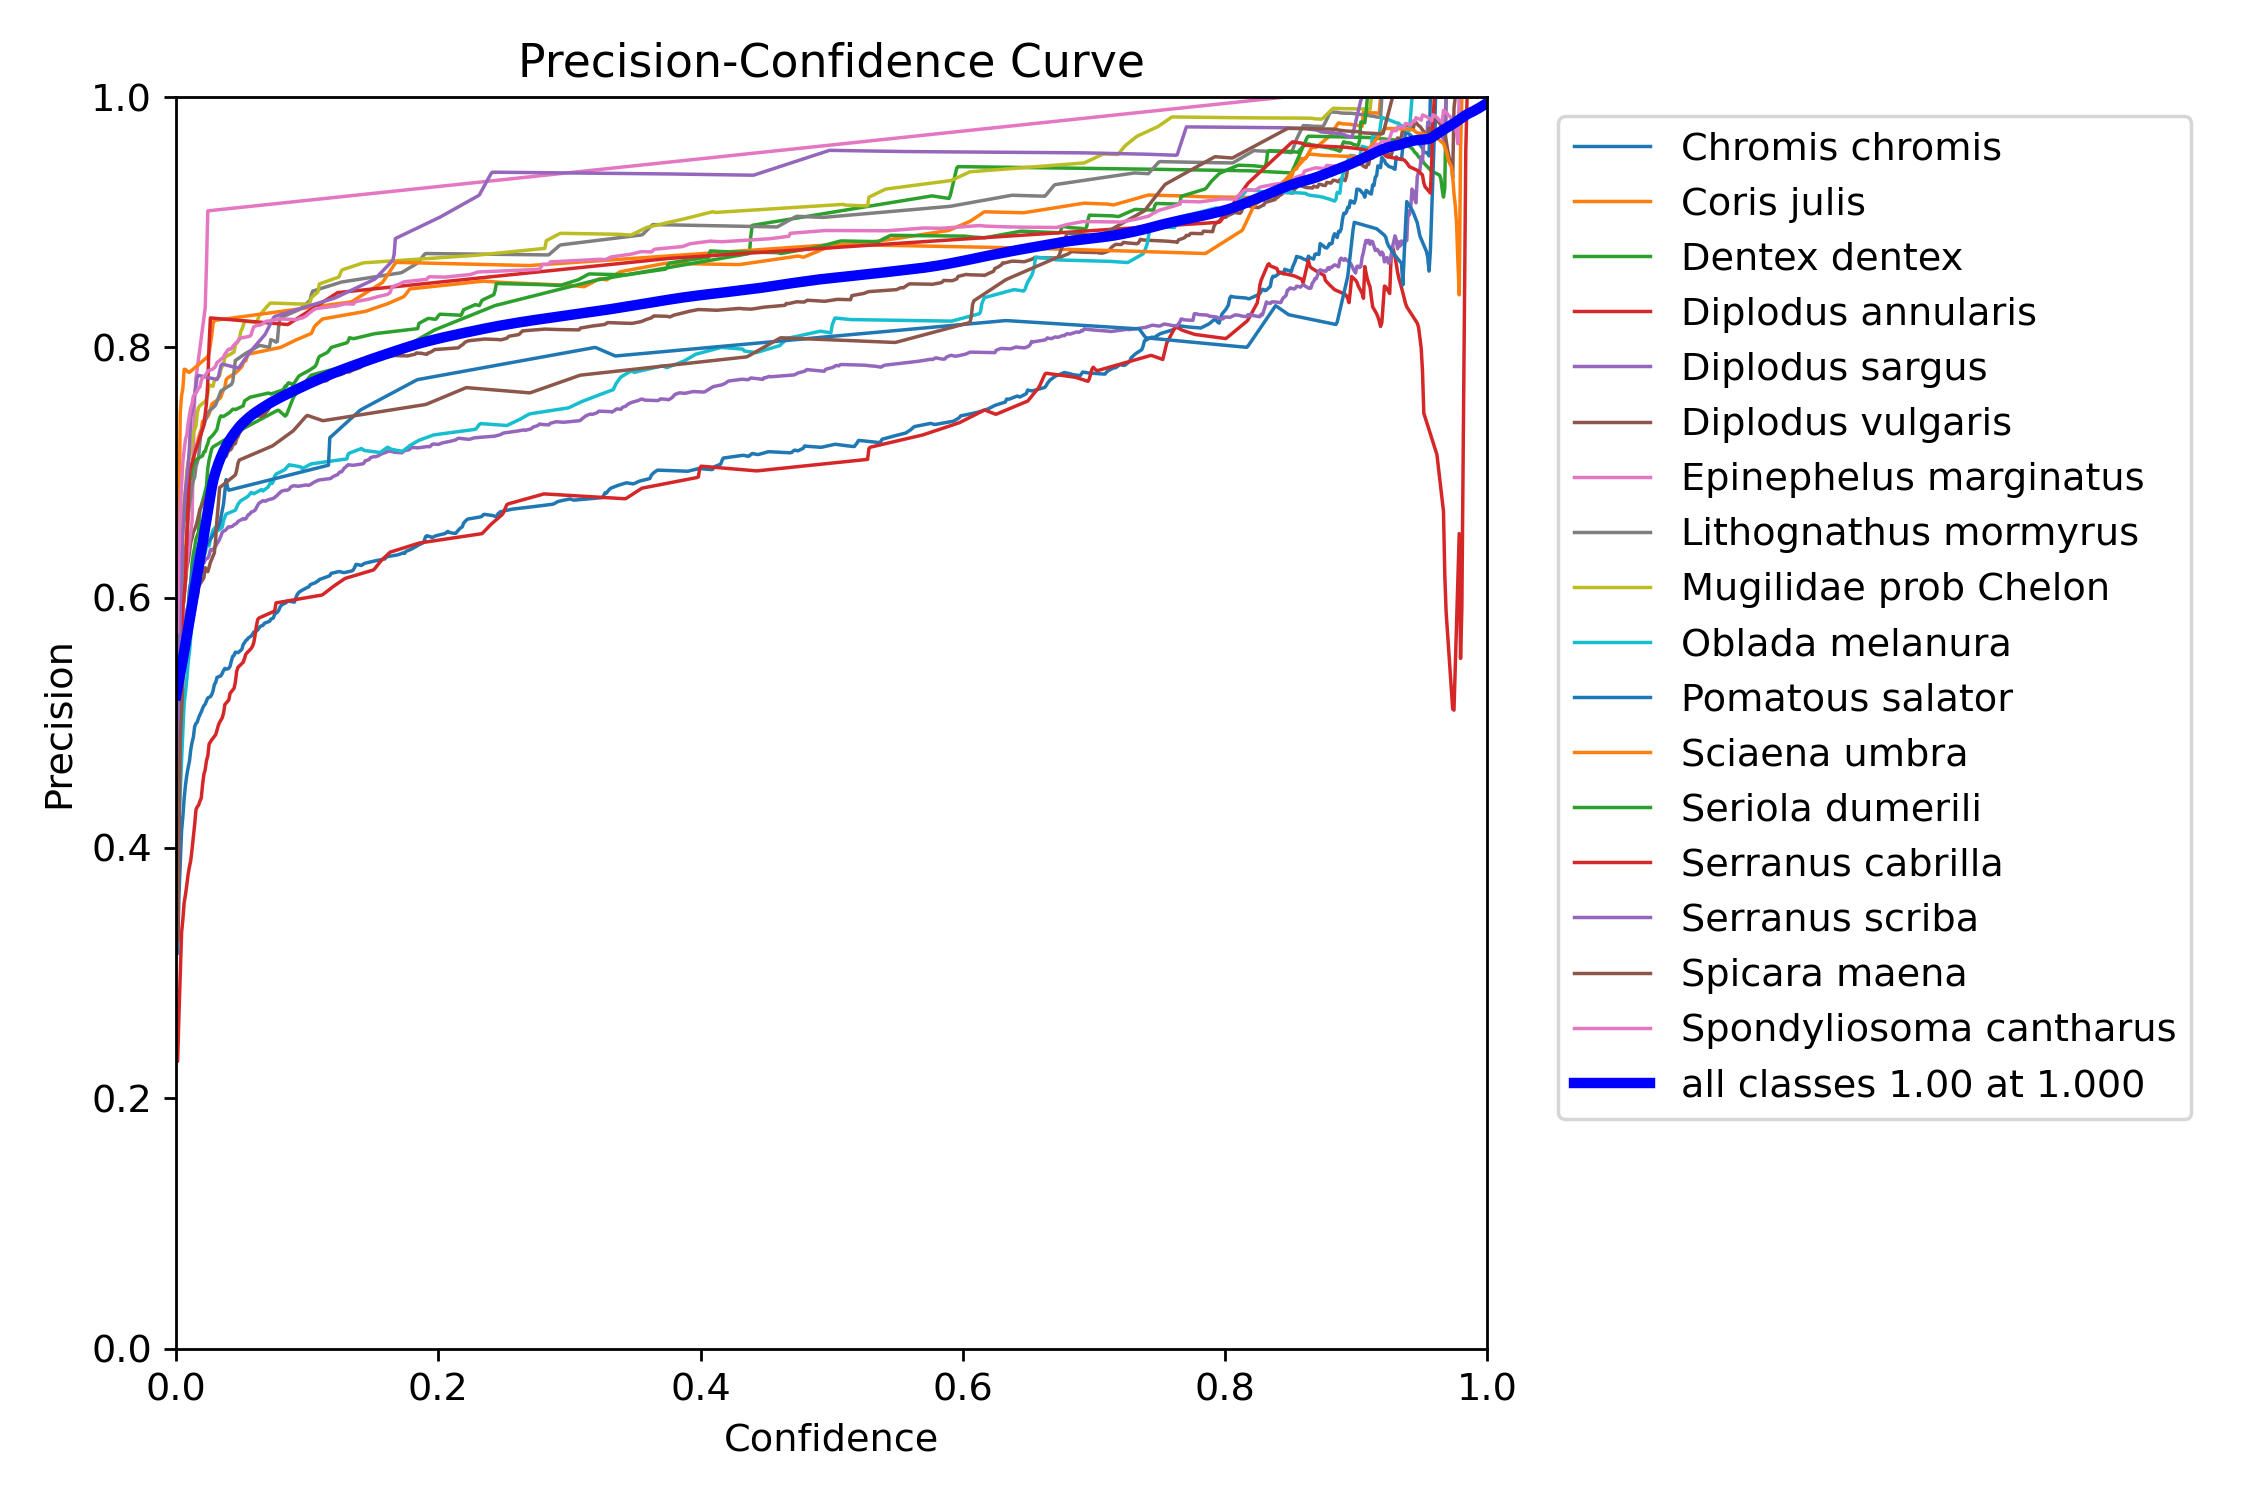 Precision-Confidence Curve
1.0
0.8
0.6
0.4
0.2
0.0
Precision
0.0 0.2 0.4 0.6 0.8 1.0
Confidence
Chromis chromis
Coris julis
Dentex dentex
Diplodus annularis
Diplodus sargus
Diplodus vulgaris
Epinephelus marginatus
Lithognathus mormyrus
Mugilidae prob Chelon
Oblada melanura
Pomatous salator
Sciaena umbra
Seriola dumerili
Serranus cabrilla
Serranus scriba
Spicara maena
Spondyliosoma cantharus
all classes 1.00 at 1.000